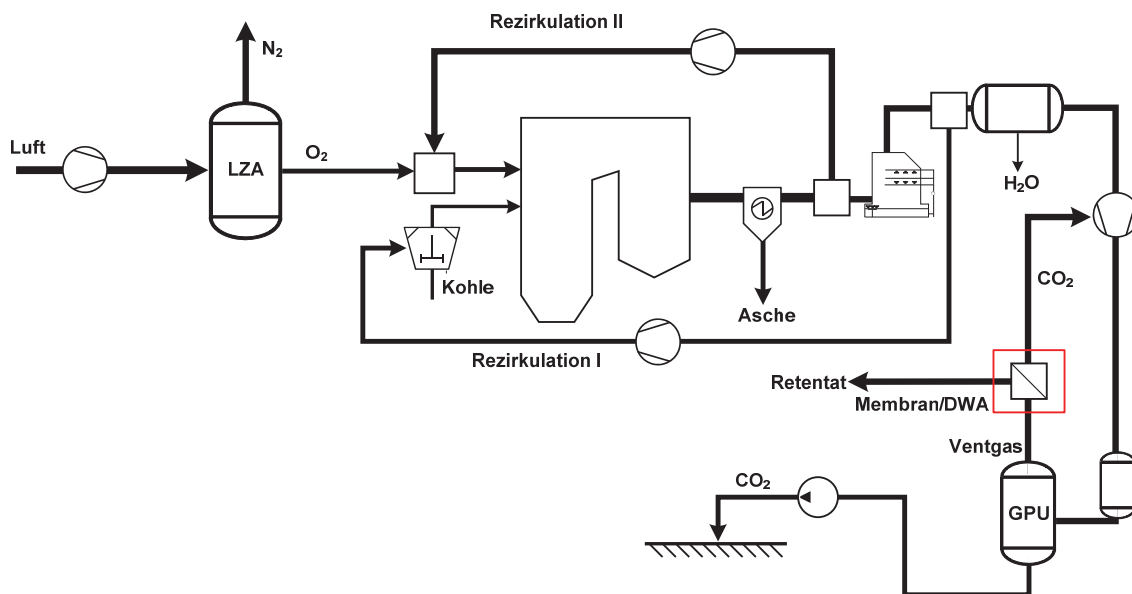 Rezirkulation II
N₂
Luft
LZA
O₂
H₂O
Kohle
CO₂
Asche
Rezirkulation I
Retentat
Membran/DWA
Ventgas
CO₂
GPU